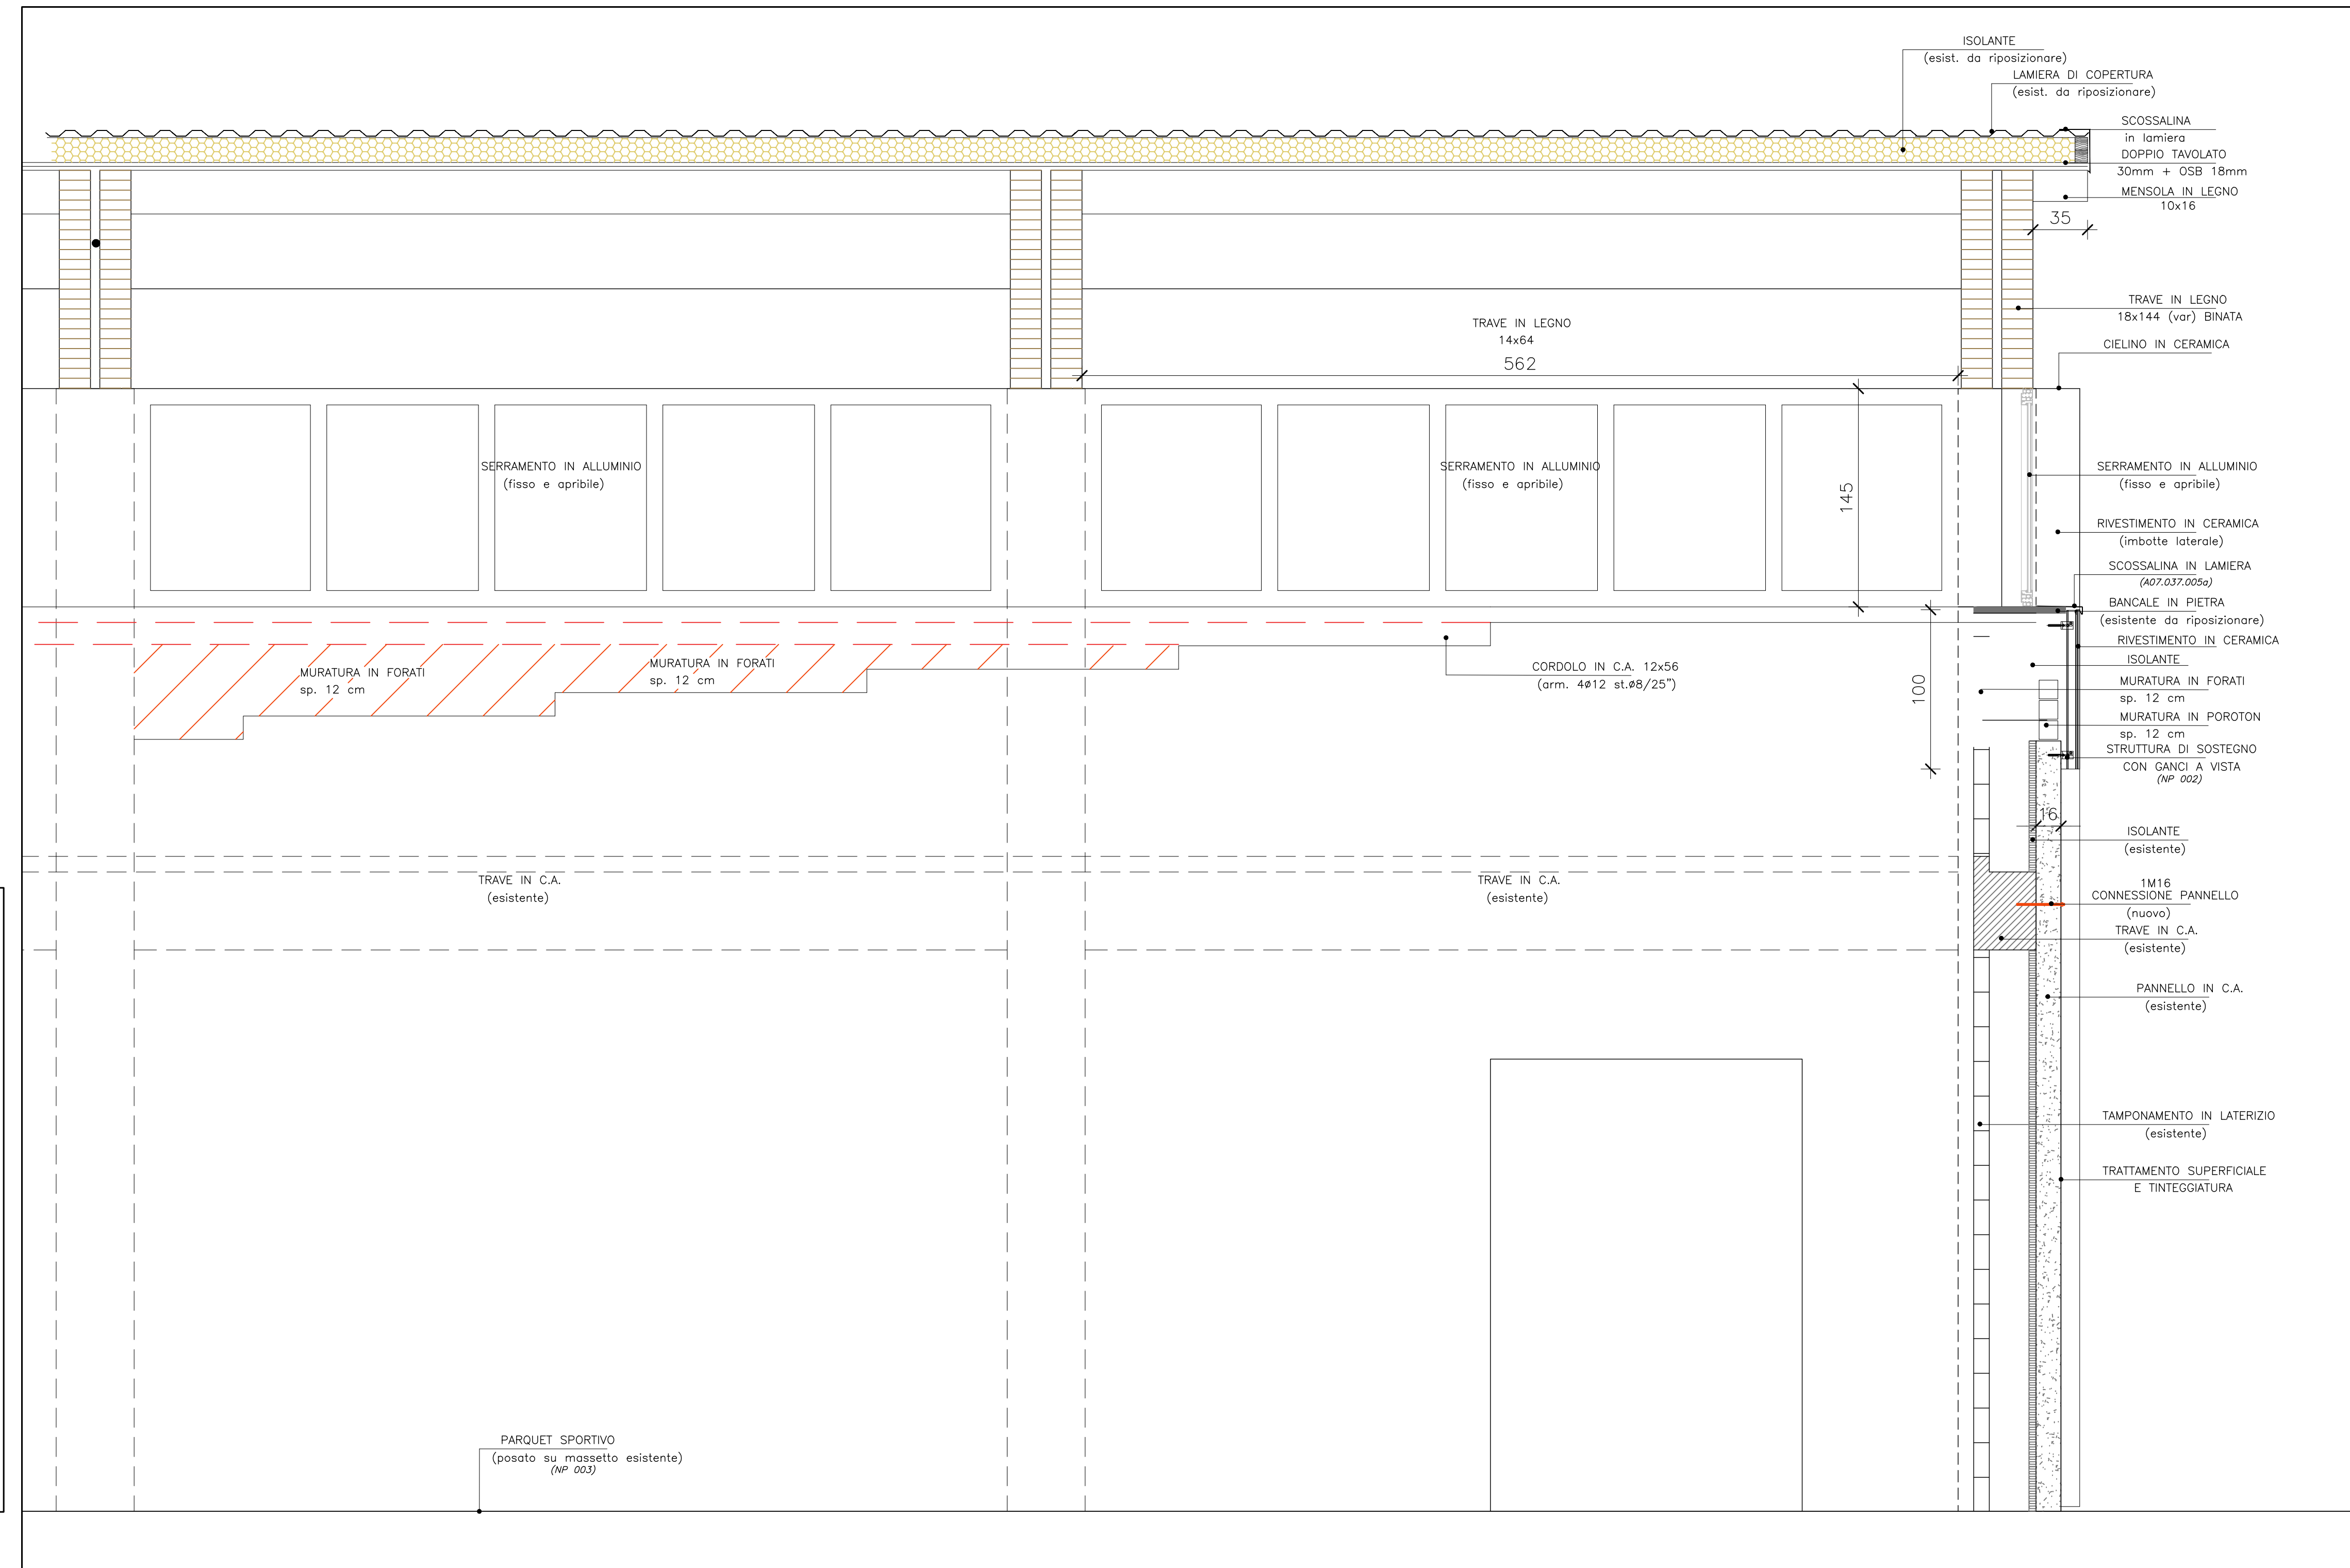 ISOLANTE
(esist. da riposizionare)
LAMIERA DI COPERTURA
(esist. da riposizionare)
SCOSSALINA
in lamiera
DOPPIO TAVOLATO
30mm + OSB 18mm
MENSOLA IN LEGNO
10x16
35
TRAVE IN LEGNO
18x144 (var) BINATA
TRAVE IN LEGNO
14x64
562
CIELINO IN CERAMICA
SERRAMENTO IN ALLUMINIO
(fisso e apribile)
SERRAMENTO IN ALLUMINIO
(fisso e apribile)
145
SERRAMENTO IN ALLUMINIO
(fisso e apribile)
RIVESTIMENTO IN CERAMICA
(imbotte laterale)
SCOSSALINA IN LAMIERA
(A07.037.005a)
BANCALE IN PIETRA
(esistente da riposizionare)
RIVESTIMENTO IN CERAMICA
ISOLANTE
MURATURA IN FORATI
sp. 12 cm
MURATURA IN FORATI
sp. 12 cm
CORDOLO IN C.A. 12x56
(arm. 4ø12 st.ø8/25")
100
MURATURA IN FORATI
sp. 12 cm
MURATURA IN POROTON
sp. 12 cm
STRUTTURA DI SOSTEGNO
CON GANCI A VISTA
(NP 002)
16
ISOLANTE
(esistente)
TRAVE IN C.A.
(esistente)
TRAVE IN C.A.
(esistente)
1M16
CONNESSIONE PANNELLO
(nuovo)
TRAVE IN C.A.
(esistente)
PANNELLO IN C.A.
(esistente)
TAMPONAMENTO IN LATERIZIO
(esistente)
TRATTAMENTO SUPERFICIALE
E TINTEGGIATURA
PARQUET SPORTIVO
(posato su massetto esistente)
(NP 003)